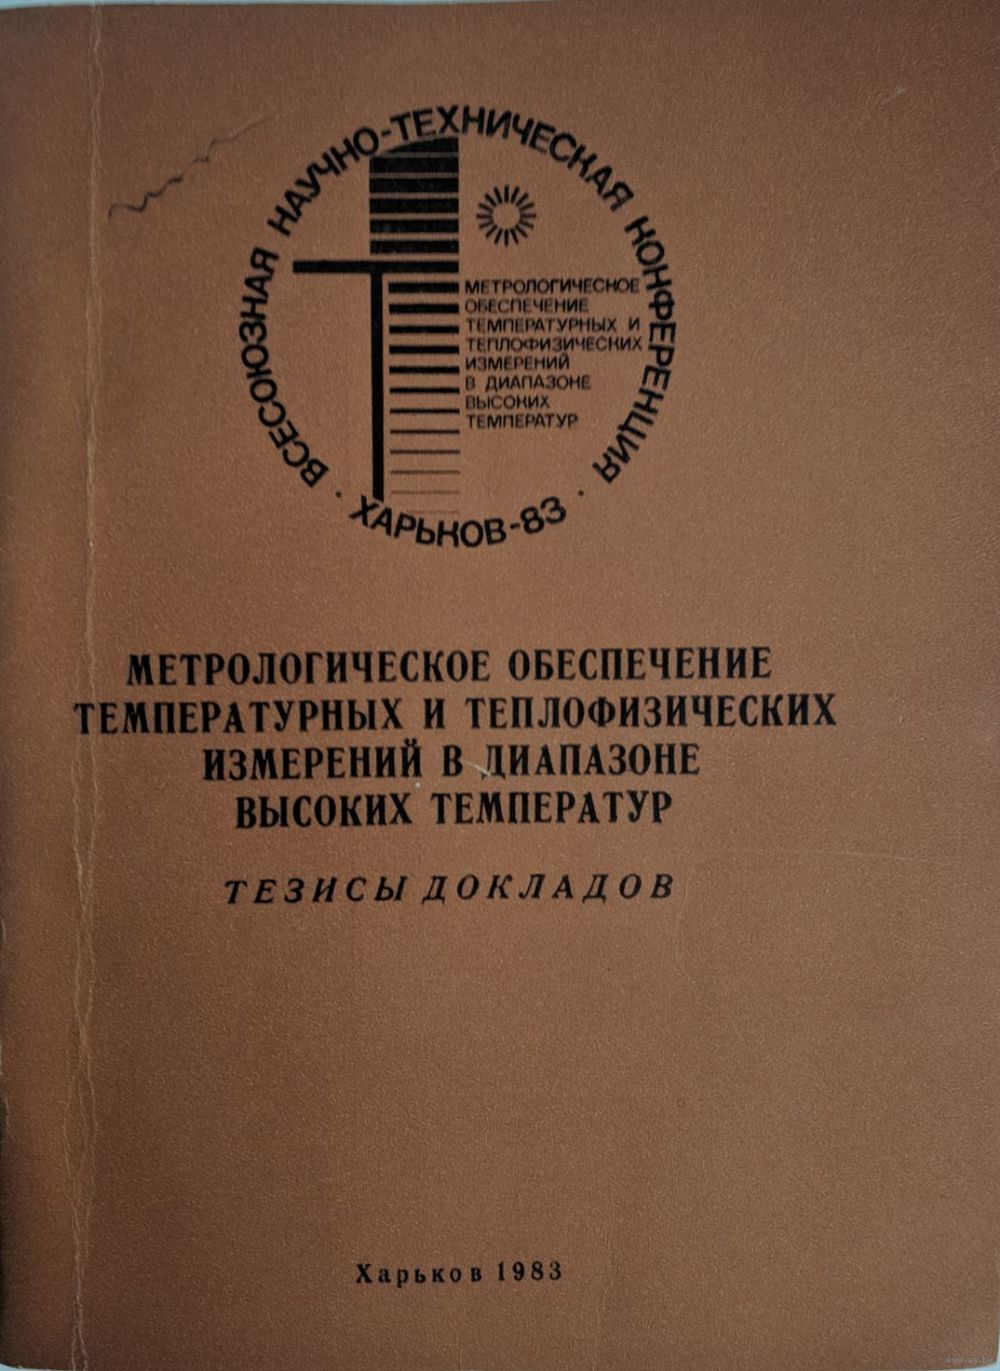 ВСЕСОЮЗНАЯ НАУЧНО-ТЕХНИЧЕСКАЯ КОНФЕРЕНЦИЯ
МЕТРОЛОГИЧЕСКОЕ
ОБЕСПЕЧЕНИЕ
ТЕМПЕРАТУРНЫХ И
ТЕПЛОФИЗИЧЕСКИХ
ИЗМЕРЕНИЙ
В ДИАПАЗОНЕ
ВЫСОКИХ
ТЕМПЕРАТУР
· ХАРЬКОВ-83 ·
МЕТРОЛОГИЧЕСКОЕ ОБЕСПЕЧЕНИЕ
ТЕМПЕРАТУРНЫХ И ТЕПЛОФИЗИЧЕСКИХ
ИЗМЕРЕНИЙ В ДИАПАЗОНЕ
ВЫСОКИХ ТЕМПЕРАТУР
ТЕЗИСЫ ДОКЛАДОВ
Харьков 1983